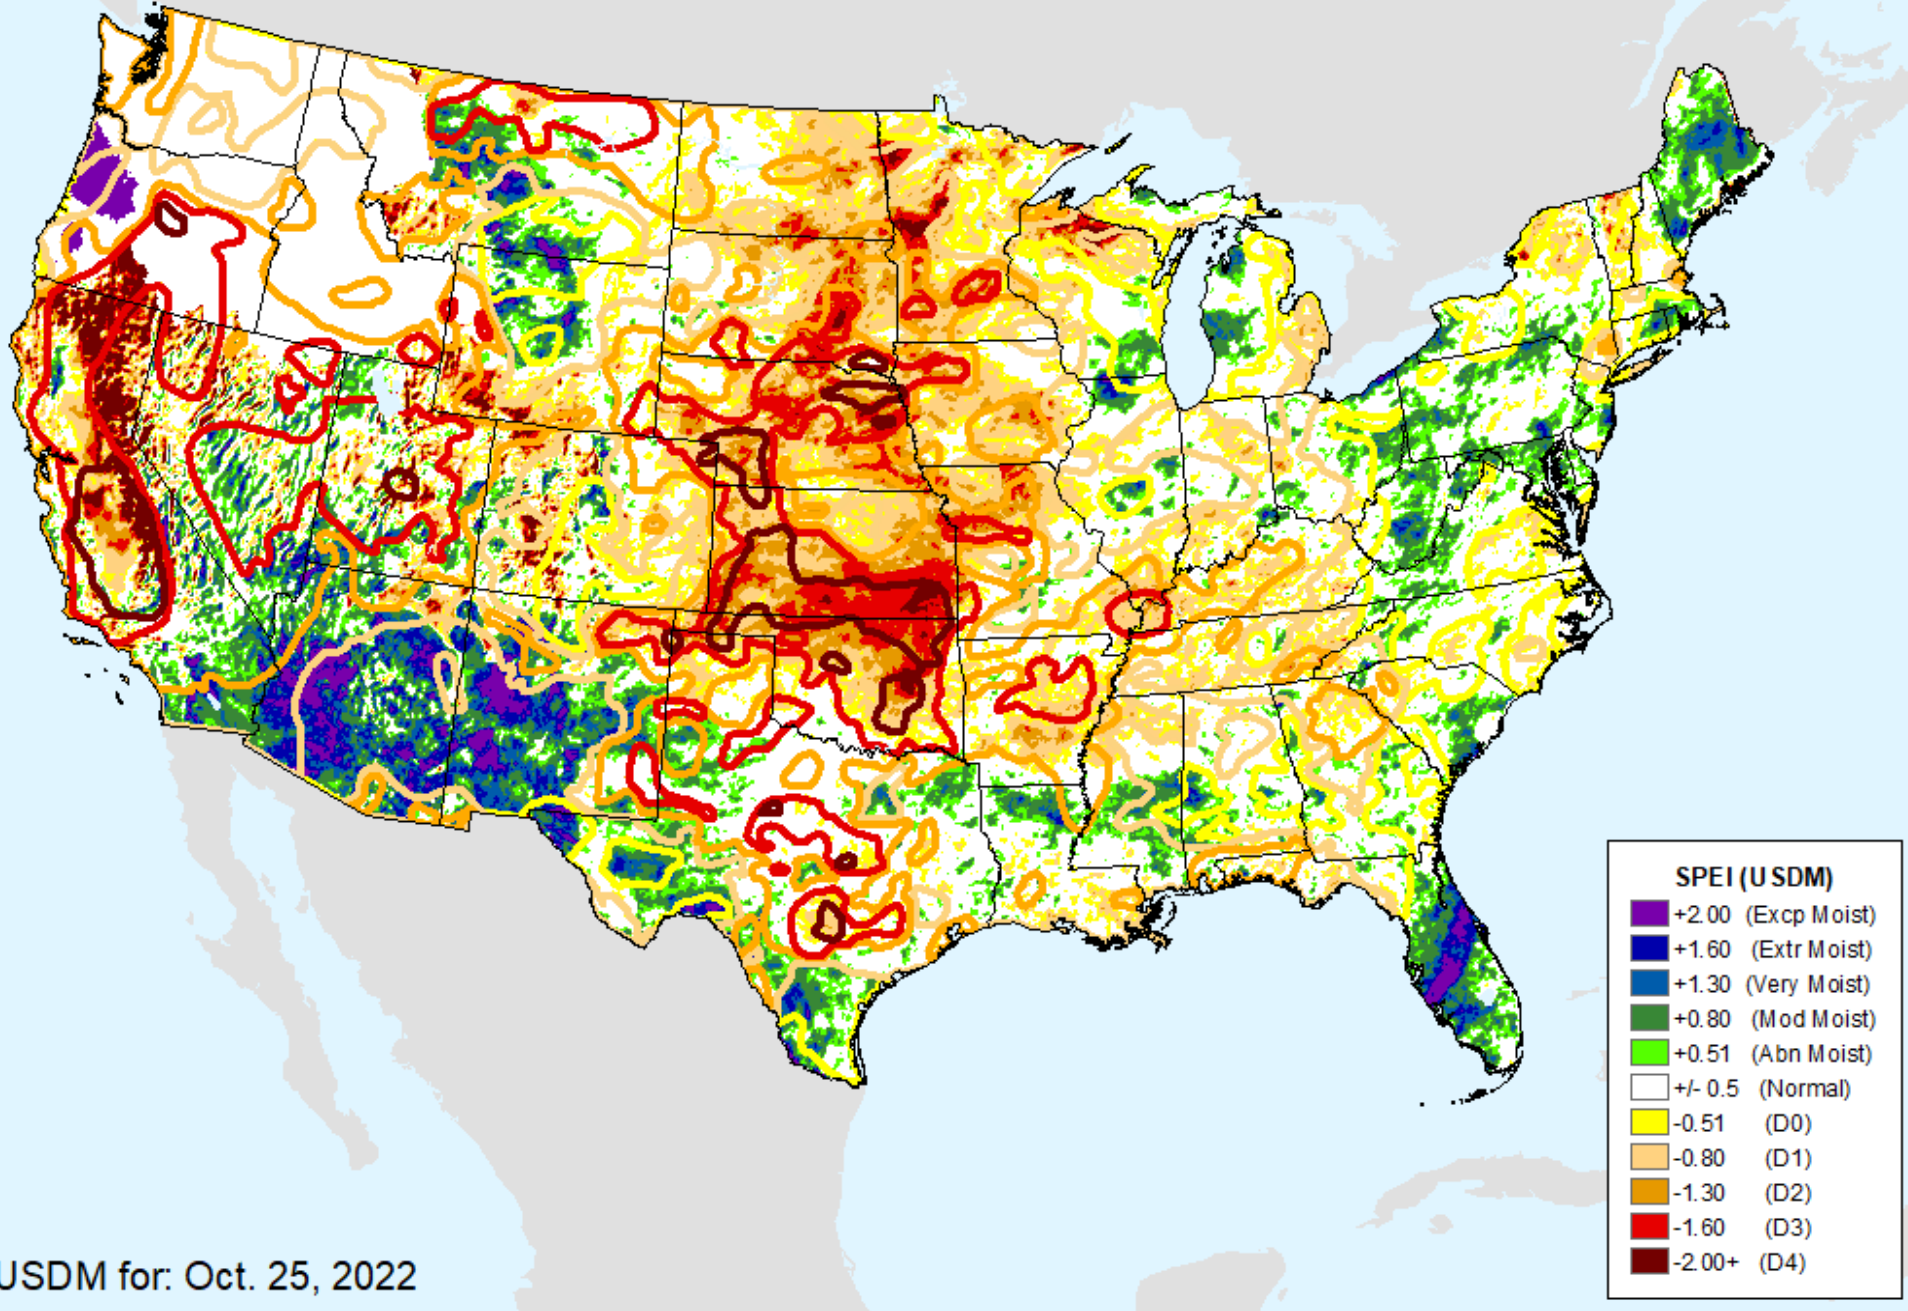 SPEI (USDM)
+2.00 (Excp Moist)
+1.60 (Extr Moist)
+1.30 (Very Moist)
+0.80 (Mod Moist)
+0.51 (Abn Moist)
+/- 0.5 (Normal)
-0.51 (D0)
-0.80 (D1)
-1.30 (D2)
-1.60 (D3)
-2.00+ (D4)
USDM for: Oct. 25, 2022